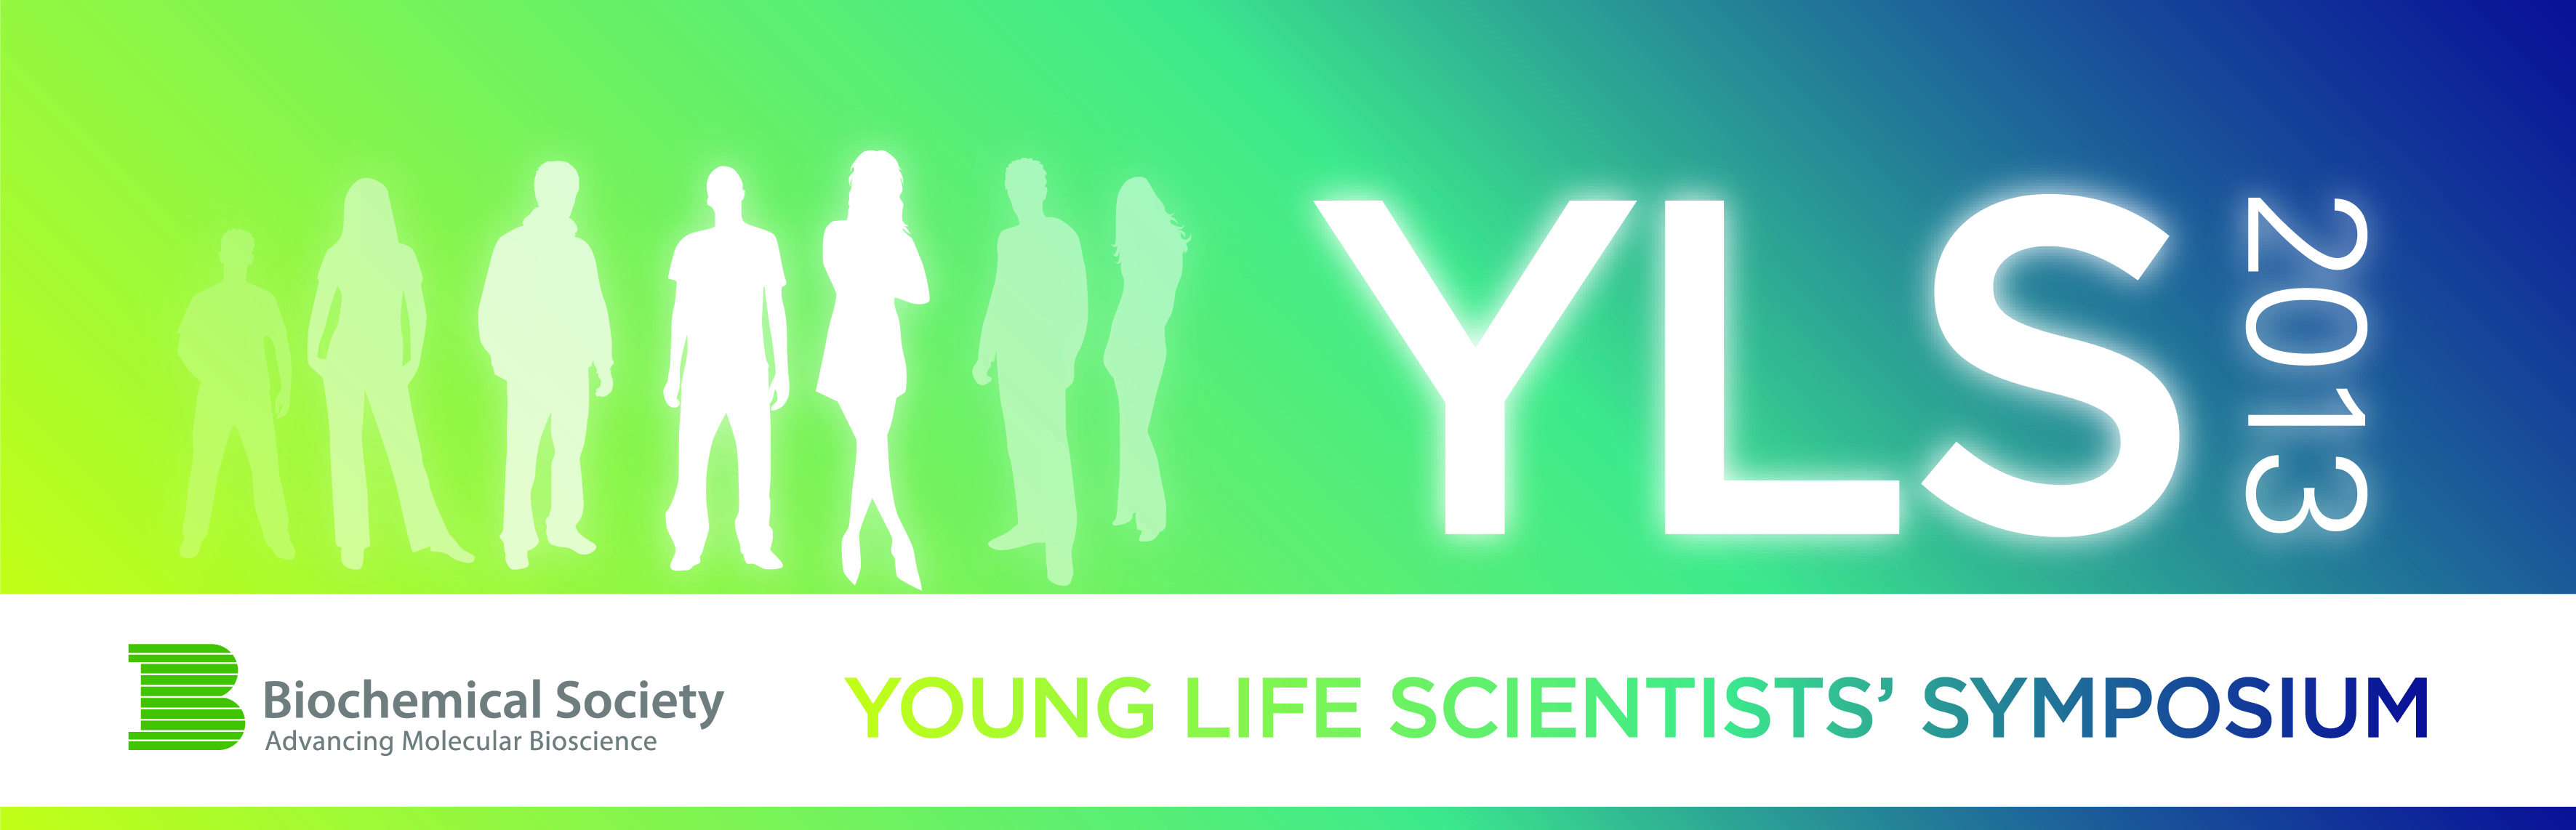 YLS
2013
Biochemical Society
Advancing Molecular Bioscience
YOUNG LIFE SCIENTISTS’ SYMPOSIUM